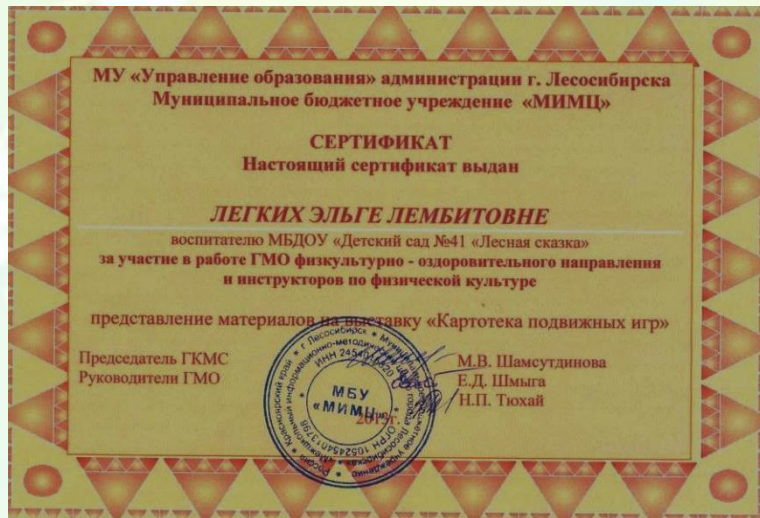 МУ «Управление образования» администрации г. Лесосибирска
Муниципальное бюджетное учреждение «МИМЦ»
СЕРТИФИКАТ
Настоящий сертификат выдан
ЛЕГКИХ ЭЛЬГЕ ЛЕМБИТОВНЕ
воспитателю МБДОУ «Детский сад №41 «Лесная сказка»
за участие в работе ГМО физкультурно - оздоровительного направления
и инструкторов по физической культуре
представление материалов на выставку «Картотека подвижных игр»
Председатель ГКМС М.В. Шамсутдинова
Руководители ГМО Е.Д. Шмыга
Н.П. Тюхай
МБУ
«МИМЦ»